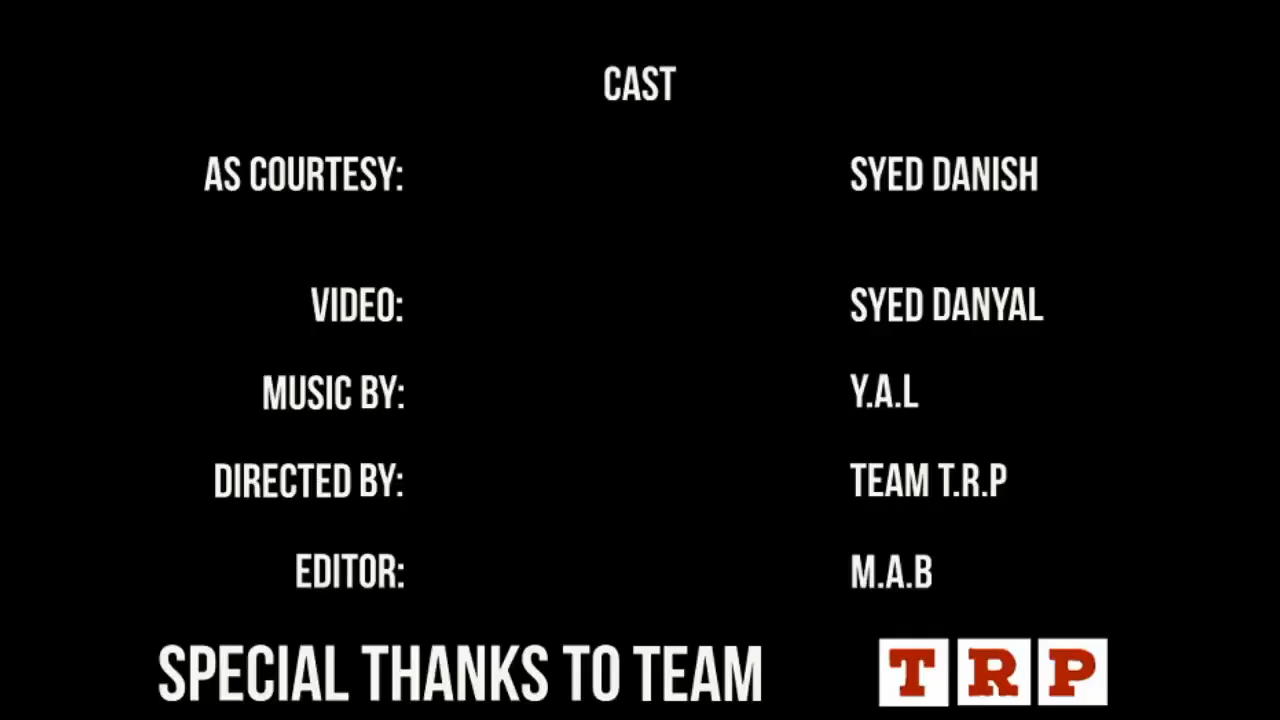 CAST
AS COURTESY: SYED DANISH
VIDEO: SYED DANYAL
MUSIC BY: Y.A.L
DIRECTED BY: TEAM T.R.P
EDITOR: M.A.B
SPECIAL THANKS TO TEAM TRP